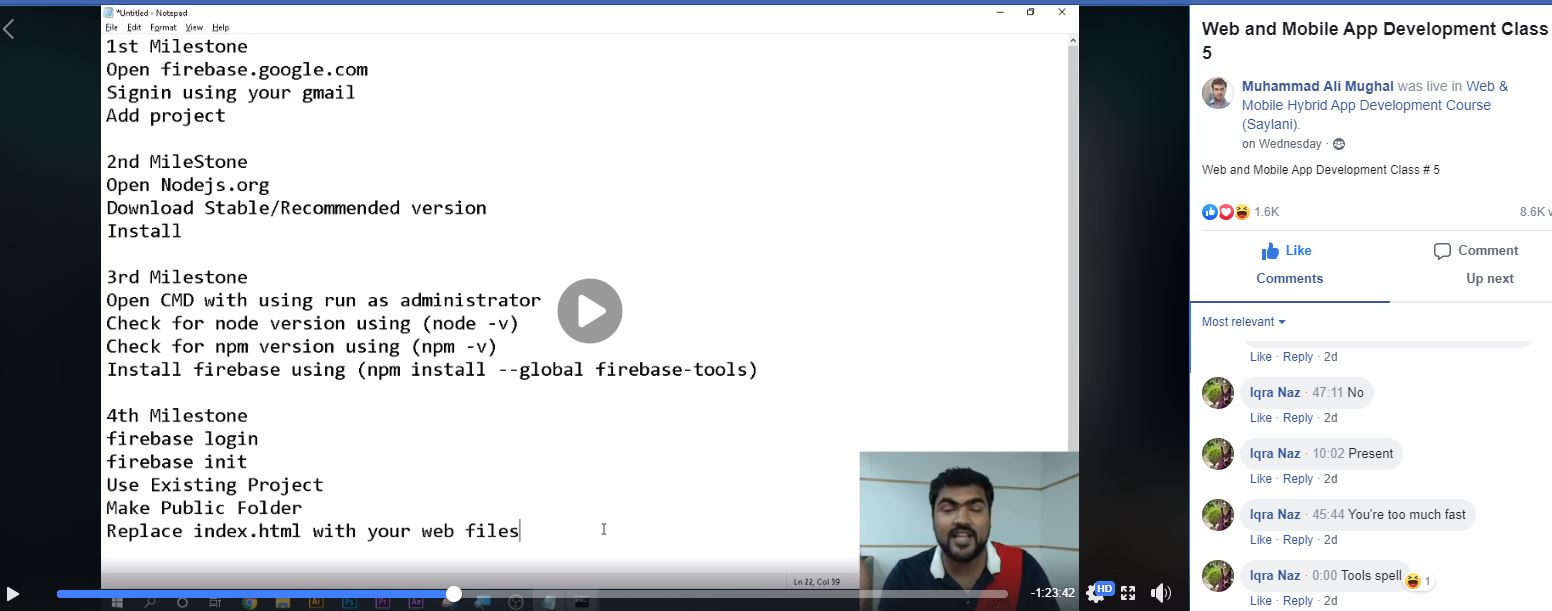 *Untitled - Notepad
File Edit Format View Help
1st Milestone
Open firebase.google.com
Signin using your gmail
Add project
2nd MileStone
Open Nodejs.org
Download Stable/Recommended version
Install
3rd Milestone
Open CMD with using run as administrator
Check for node version using (node -v)
Check for npm version using (npm -v)
Install firebase using (npm install --global firebase-tools)
4th Milestone
firebase login
firebase init
Use Existing Project
Make Public Folder
Replace index.html with your web files
Ln 22, Col 39
-1:23:42
HD
Web and Mobile App Development Class
5
Muhammad Ali Mughal was live in Web &
Mobile Hybrid App Development Course
(Saylani).
on Wednesday ·
Web and Mobile App Development Class # 5
1.6K
8.6K v
Like Comment
Comments Up next
Most relevant
Like · Reply · 2d
Iqra Naz · 47:11 No
Like · Reply · 2d
Iqra Naz · 10:02 Present
Like · Reply · 2d
Iqra Naz · 45:44 You're too much fast
Like · Reply · 2d
Iqra Naz · 0:00 Tools spell
1
Like · Reply · 2d